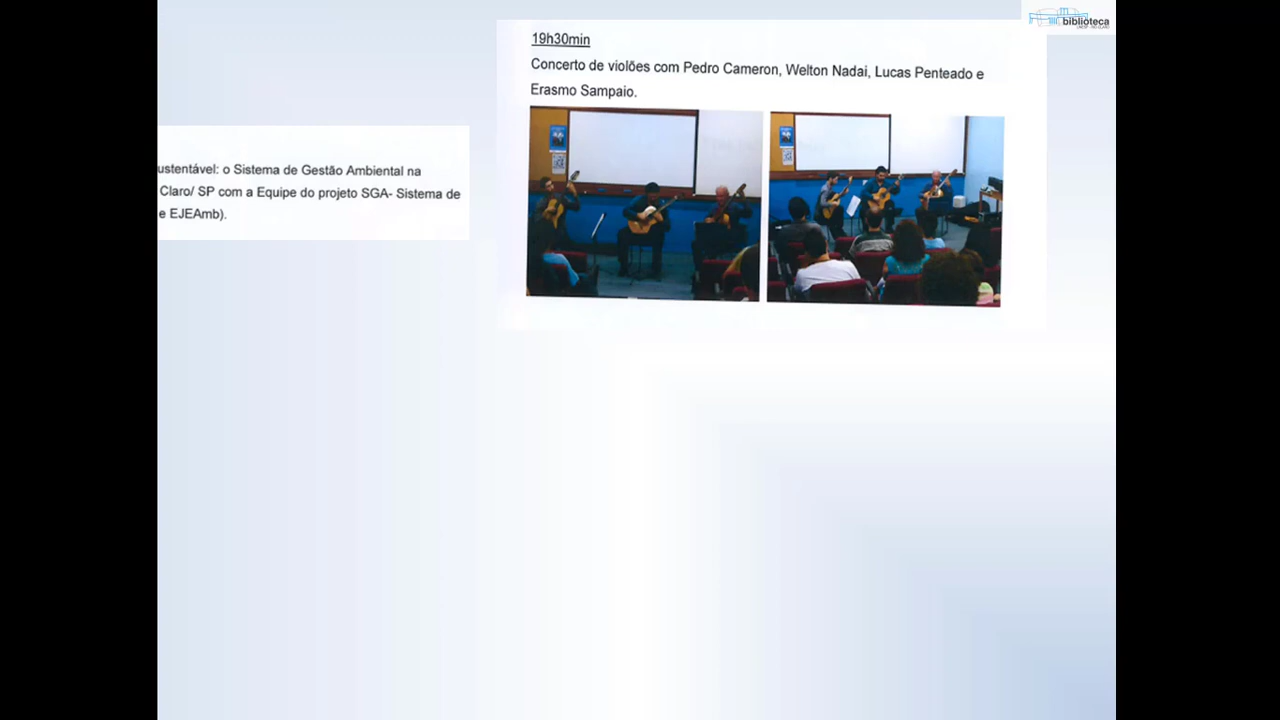 biblioteca
19h30min
Concerto de violões com Pedro Cameron, Welton Nadai, Lucas Penteado e
Erasmo Sampaio.
ustentável: o Sistema de Gestão Ambiental na
Claro/ SP com a Equipe do projeto SGA- Sistema de
e EJEAmb).